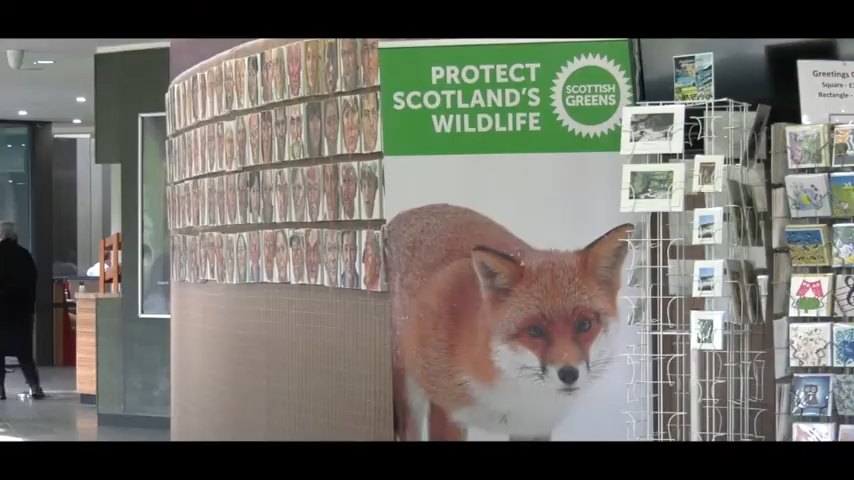 PROTECT
SCOTLAND'S
WILDLIFE
SCOTTISH
GREENS
Greetings
Square -
Rectangle -